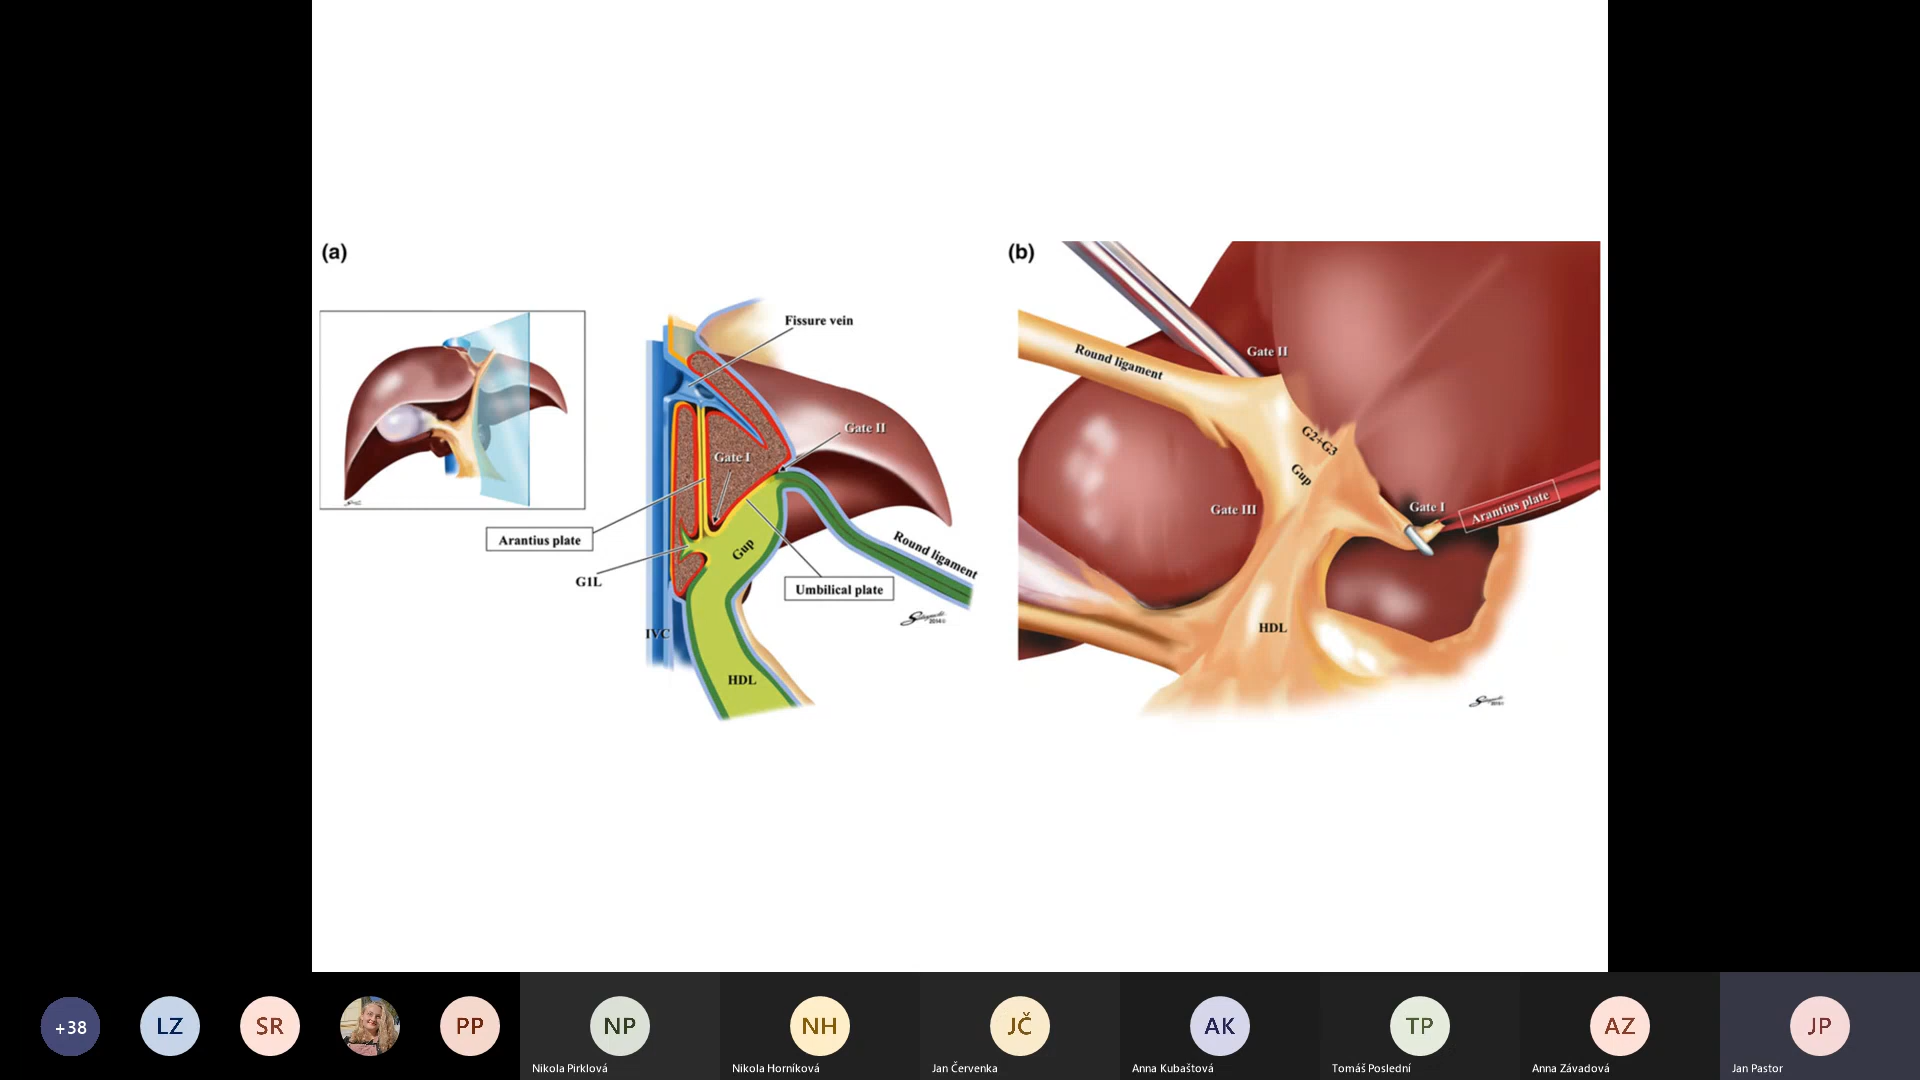 (a)
Fissure vein
Gate II
Gate I
Arantius plate
G1L
Gup
Round ligament
Umbilical plate
IVC
HDL
(b)
Round ligament
Gate II
G2+G3
Gup
Gate III
Gate I
Arantius plate
HDL
+38
LZ
SR
PP
NP
Nikola Pirklová
NH
Nikola Horníková
JČ
Jan Červenka
AK
Anna Kubaštová
TP
Tomáš Poslední
AZ
Anna Závadová
JP
Jan Pastor